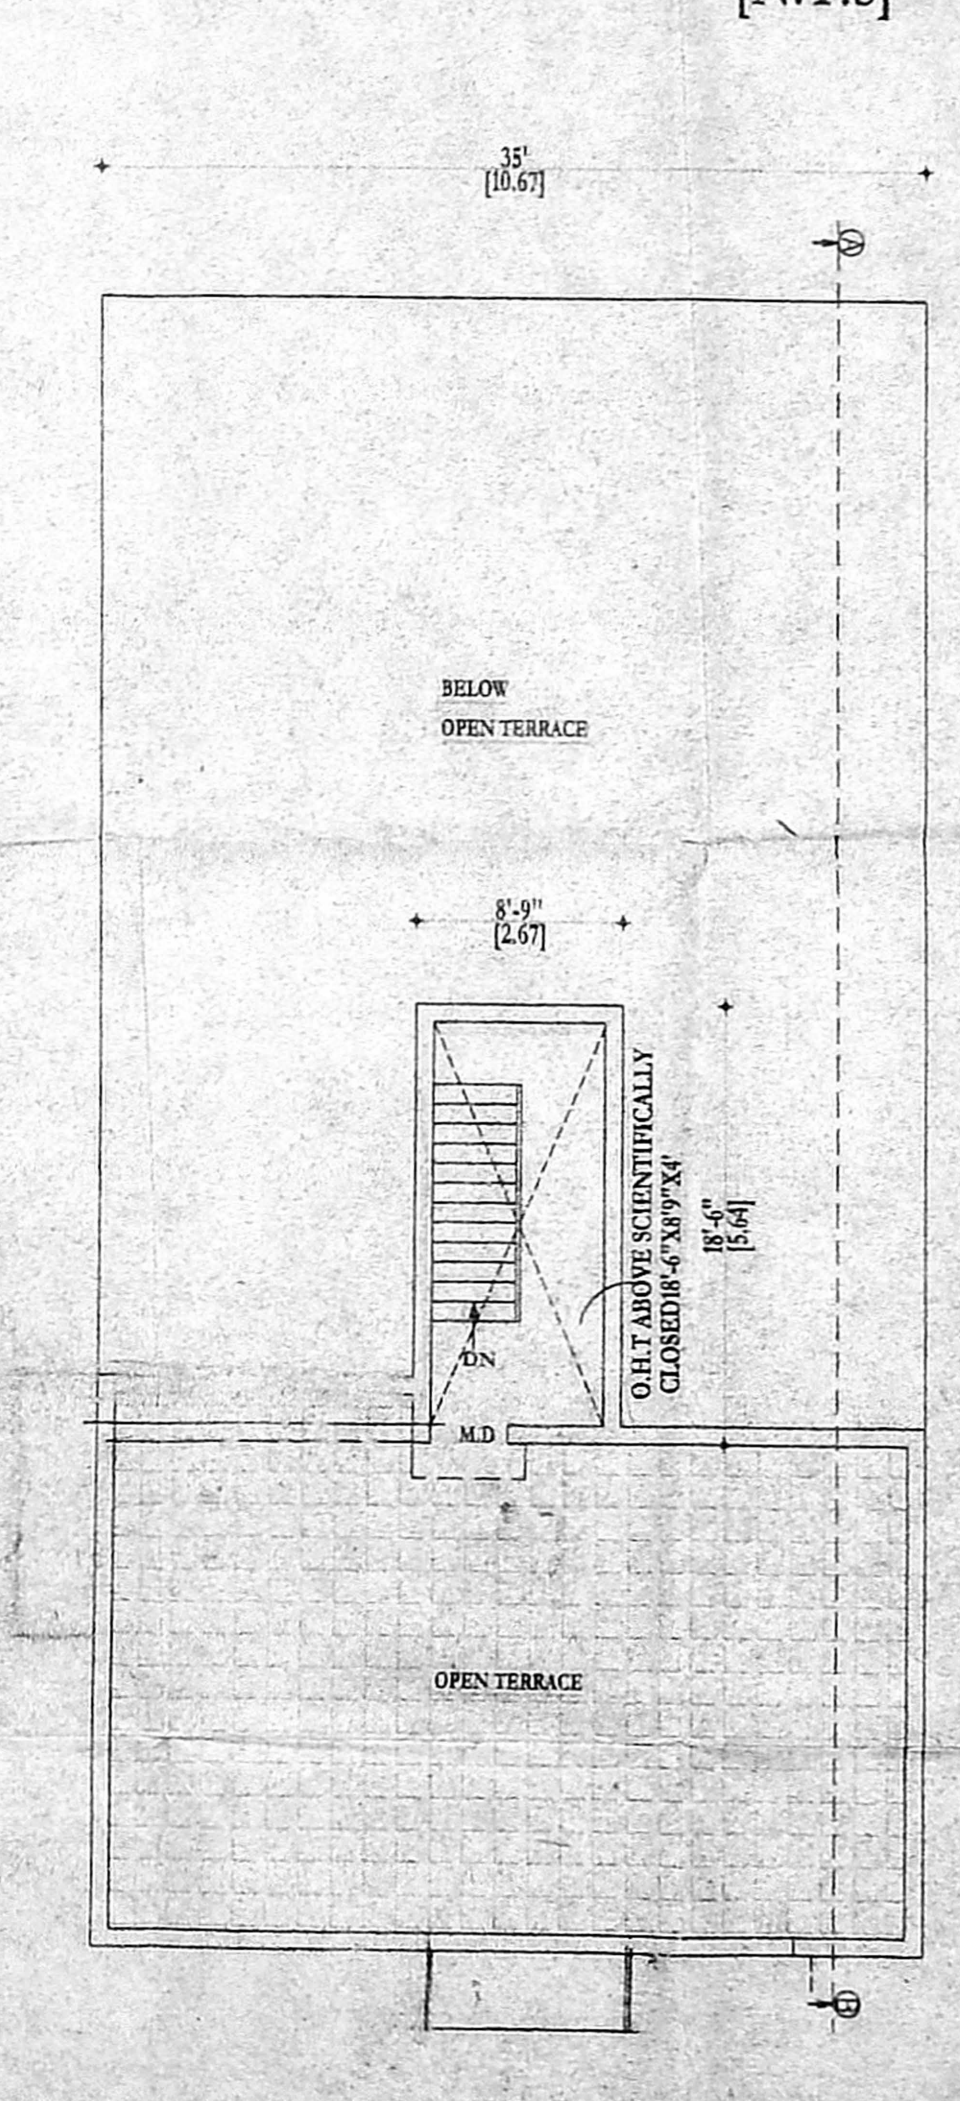 35'
[10.67]
A
BELOW
OPEN TERRACE
8'-9"
[2.67]
O.H.T ABOVE SCIENTIFICALLY
CLOSED18'-6"X8'9"X4'
18'-6"
[5.64]
DN
M.D
OPEN TERRACE
B